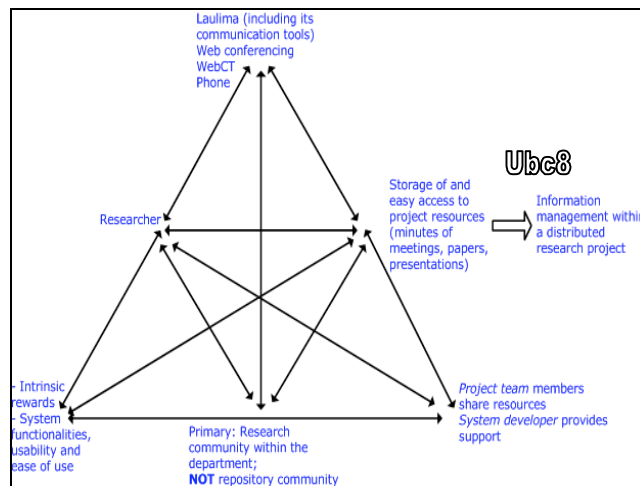 Laulima (including its
communication tools)
Web conferencing
WebCT
Phone
Ubc8
Researcher
Storage of and
easy access to
project resources
(minutes of
meetings, papers,
presentations)
Information
management within
a distributed
research project
- Intrinsic
rewards
- System
functionalities,
usability and
ease of use
Primary: Research
community within the
department;
NOT repository community
Project team members
share resources
System developer provides
support